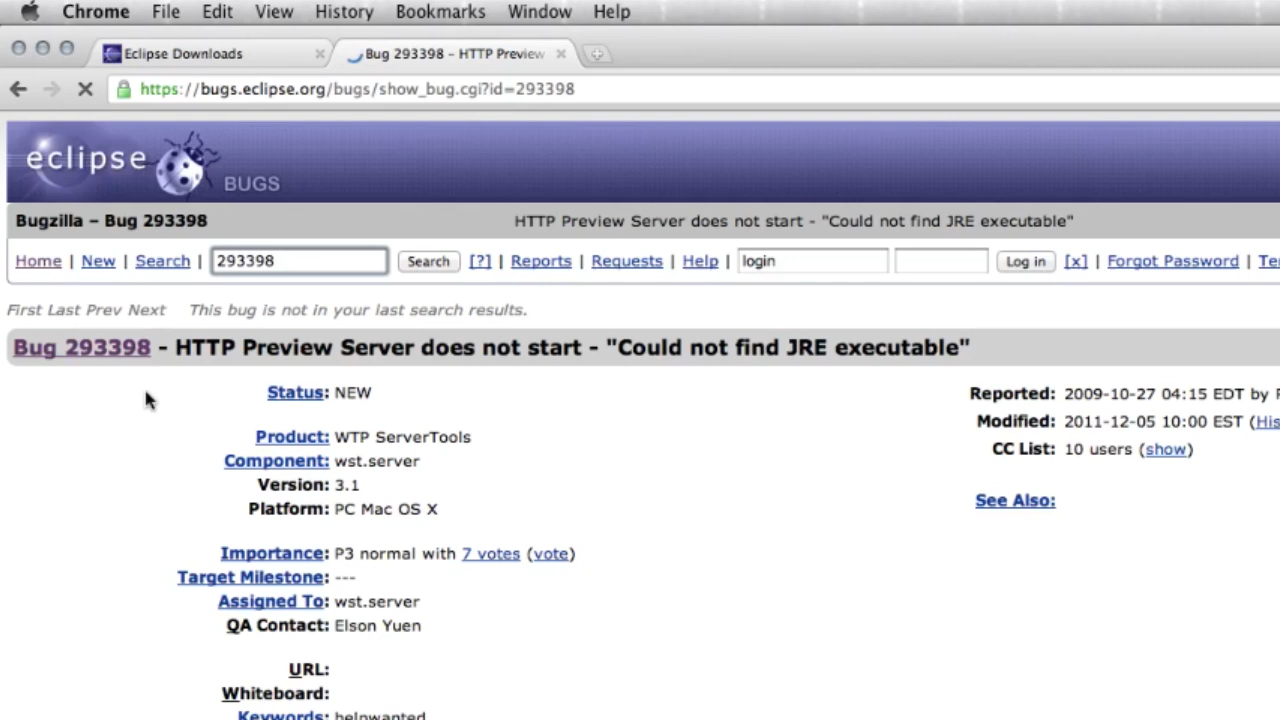 Chrome File Edit View History Bookmarks Window Help
Eclipse Downloads Bug 293398 - HTTP Preview
https://bugs.eclipse.org/bugs/show_bug.cgi?id=293398
eclipse BUGS
Bugzilla – Bug 293398 HTTP Preview Server does not start - "Could not find JRE executable"
Home | New | Search | 293398 Search [?] | Reports | Requests | Help | login Log in [x] | Forgot Password |
First Last Prev Next This bug is not in your last search results.
Bug 293398 - HTTP Preview Server does not start - "Could not find JRE executable"
Status: NEW Reported: 2009-10-27 04:15 EDT by
Modified: 2011-12-05 10:00 EST
Product: WTP ServerTools
CC List: 10 users (show)
Component: wst.server
Version: 3.1
See Also:
Platform: PC Mac OS X
Importance: P3 normal with 7 votes (vote)
Target Milestone: ---
Assigned To: wst.server
QA Contact: Elson Yuen
URL:
Whiteboard:
Keywords: helpwanted